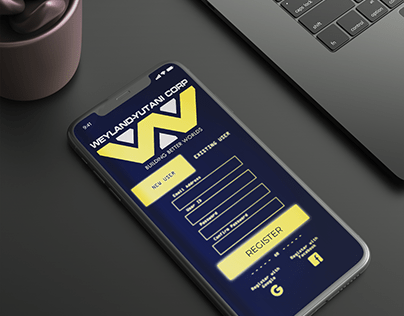 9:41
WEYLAND-YUTANI CORP
BUILDING BETTER WORLDS
NEW USER
EXISTING USER
Email address
User ID
Password
Confirm Password
REGISTER
OR
Register with
Google
Register with
Facebook
G
f
caps lock
shift
fn
control
option